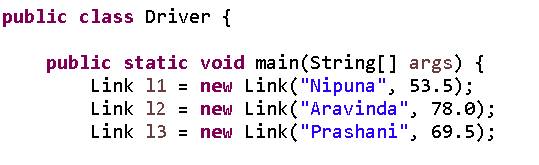 public class Driver {
public static void main(String[] args) {
Link l1 = new Link("Nipuna", 53.5);
Link l2 = new Link("Aravinda", 78.0);
Link l3 = new Link("Prashani", 69.5);